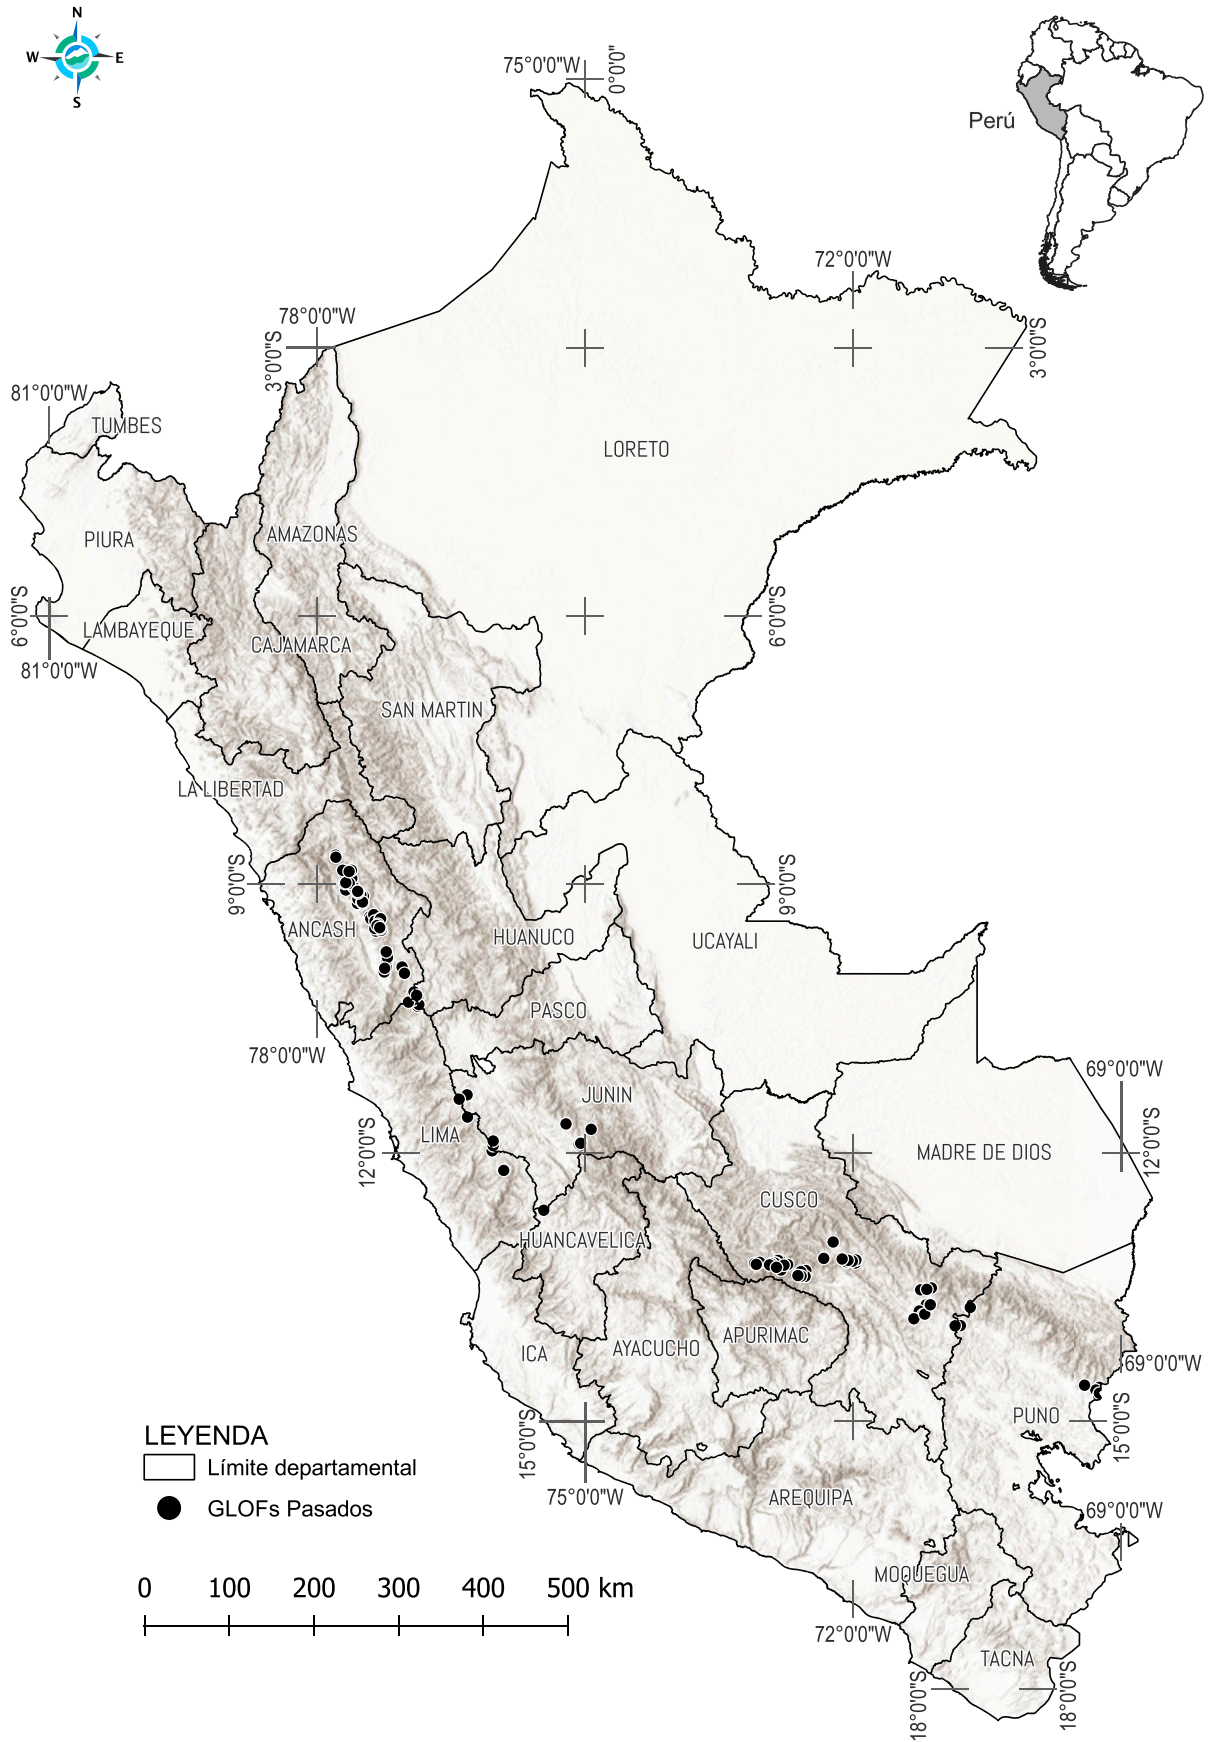 N
W
E
S
75°0'0"W
0°0'0"
Perú
72°0'0"W
78°0'0"W
3°0'0"S
3°0'0"S
81°0'0"W
TUMBES
LORETO
PIURA
AMAZONAS
6°0'0"S
LAMBAYEQUE
CAJAMARCA
6°0'0"S
81°0'0"W
SAN MARTIN
LA LIBERTAD
9°0'0"S
9°0'0"S
ANCASH
HUANUCO
UCAYALI
PASCO
78°0'0"W
69°0'0"W
JUNIN
LIMA
12°0'0"S
MADRE DE DIOS
12°0'0"S
CUSCO
HUANCAVELICA
APURIMAC
AYACUCHO
ICA
69°0'0"W
PUNO
15°0'0"S
15°0'0"S
LEYENDA
Límite departamental
GLOFs Pasados
75°0'0"W
AREQUIPA
69°0'0"W
MOQUEGUA
0 100 200 300 400 500 km
72°0'0"W
TACNA
18°0'0"S
18°0'0"S